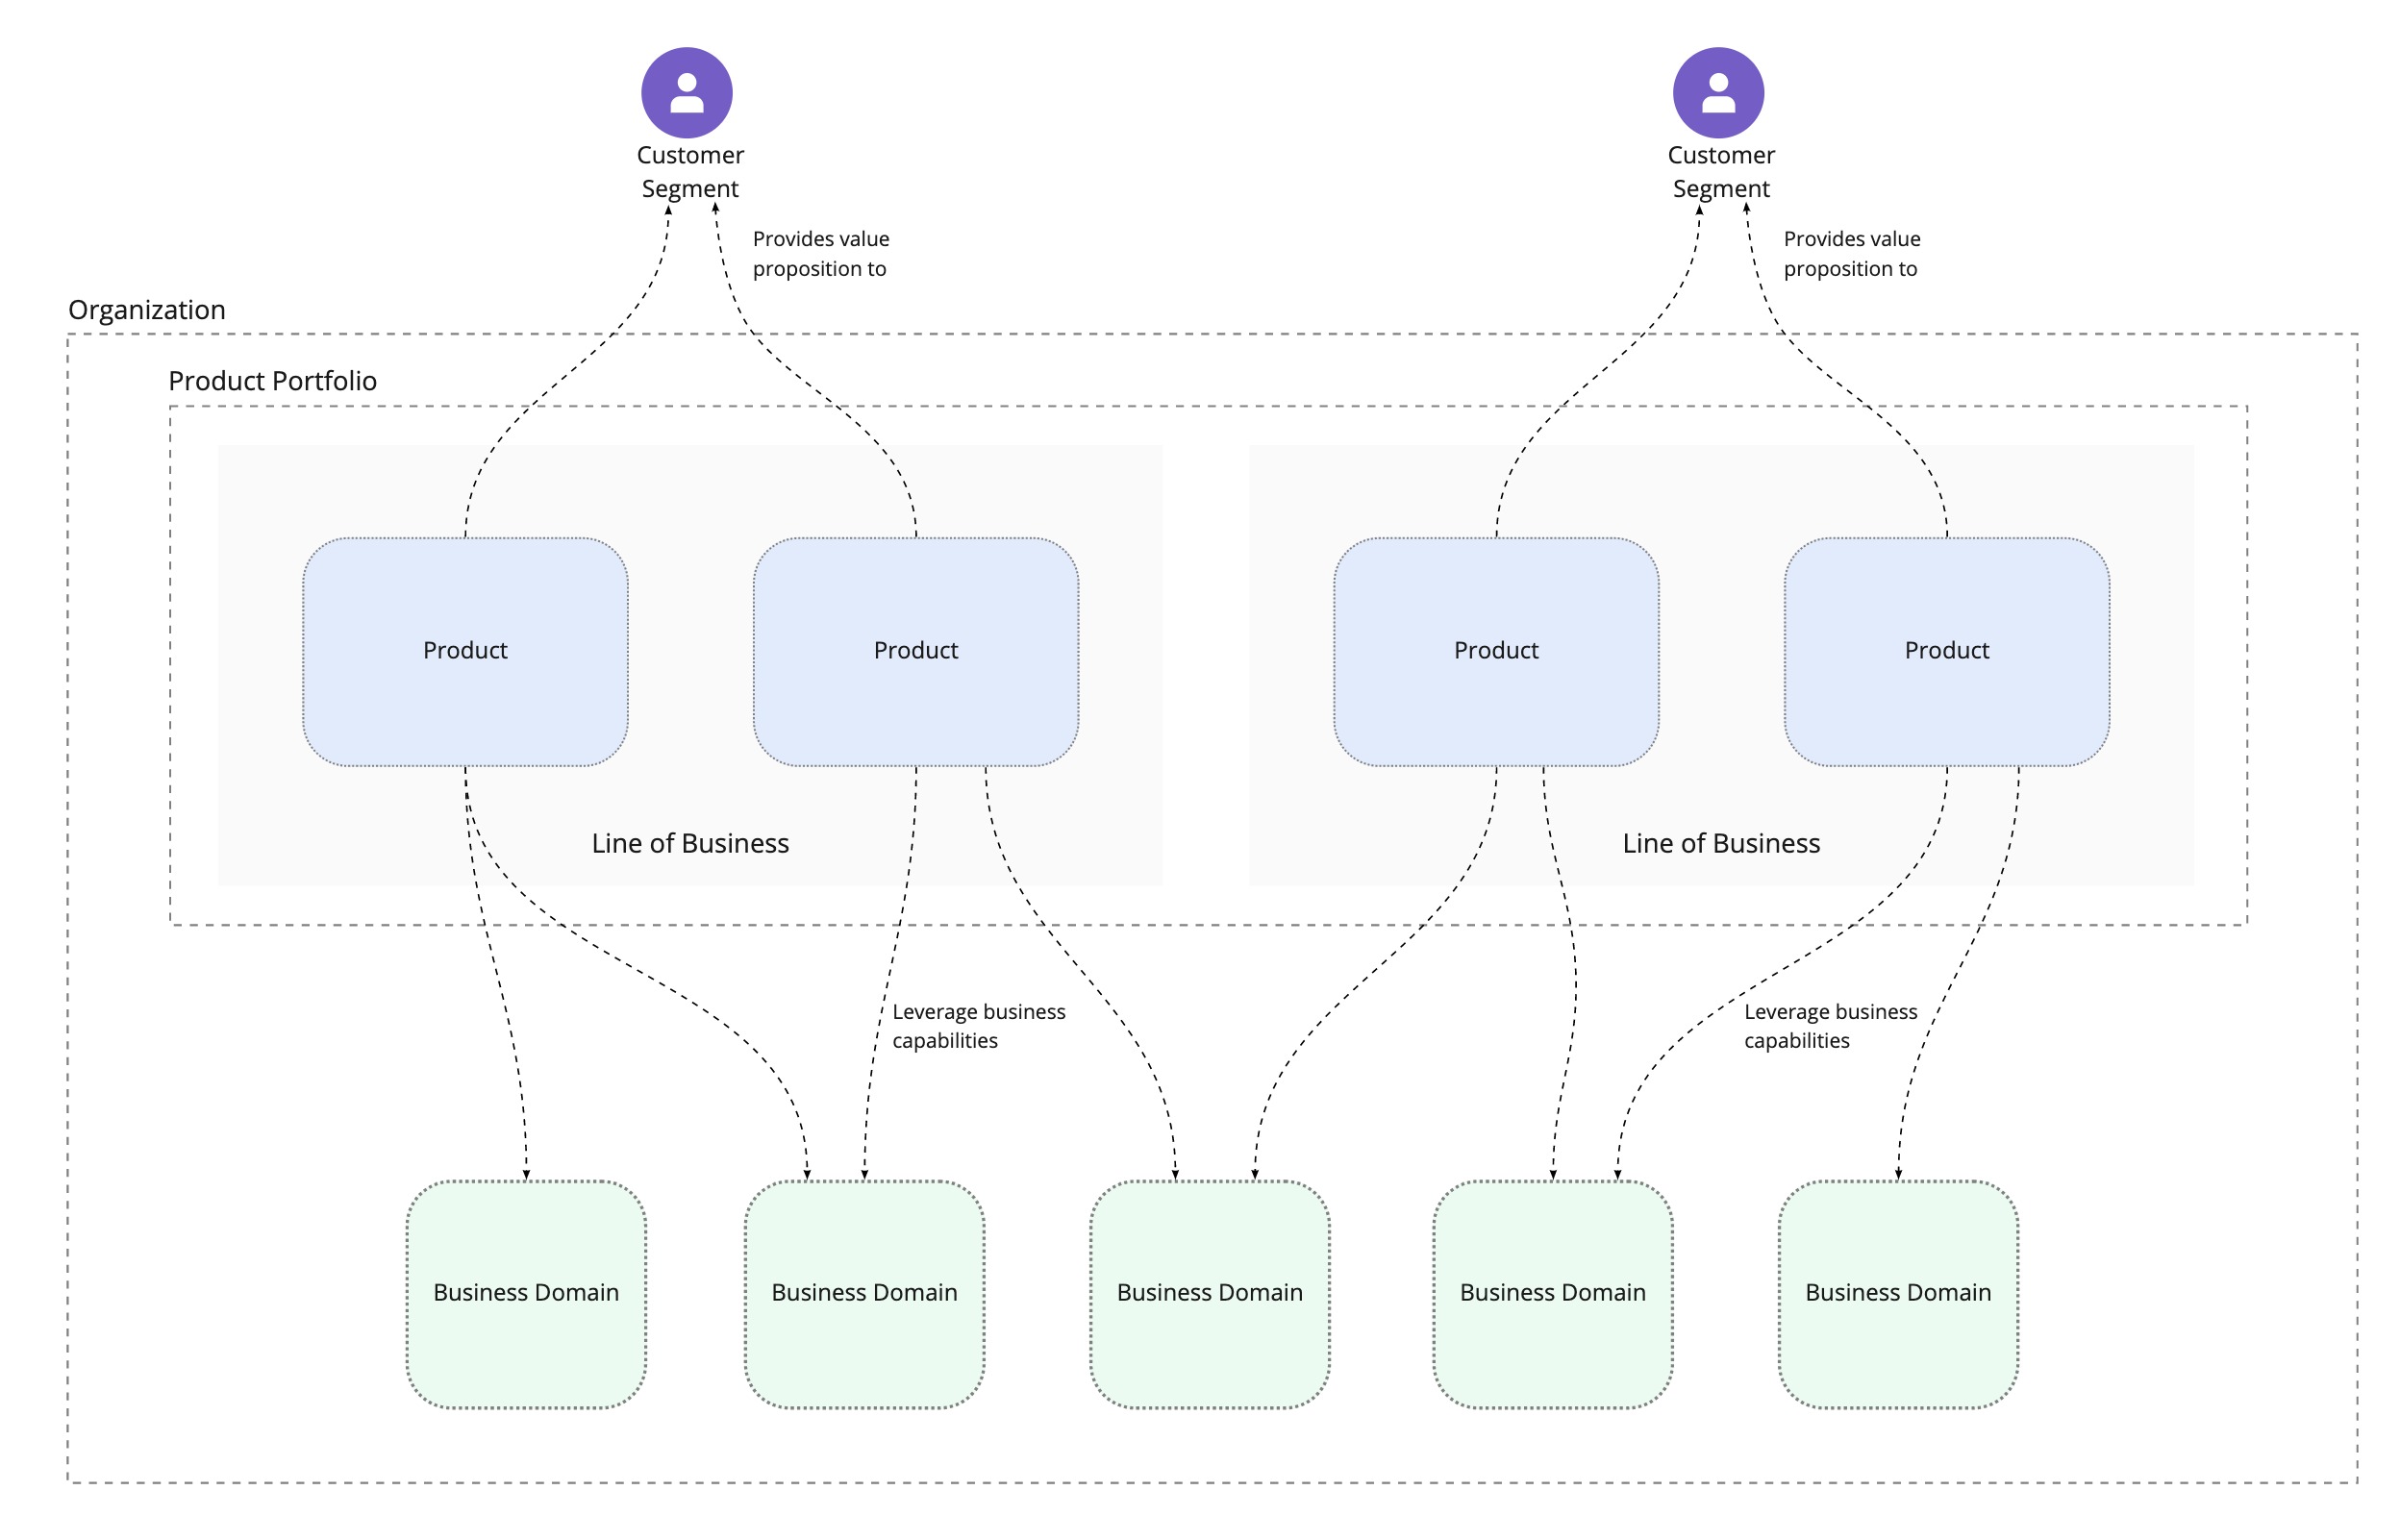 Customer
Segment
Customer
Segment
Provides value
proposition to
Provides value
proposition to
Organization
Product Portfolio
Product
Product
Product
Product
Line of Business
Line of Business
Leverage business
capabilities
Leverage business
capabilities
Business Domain
Business Domain
Business Domain
Business Domain
Business Domain